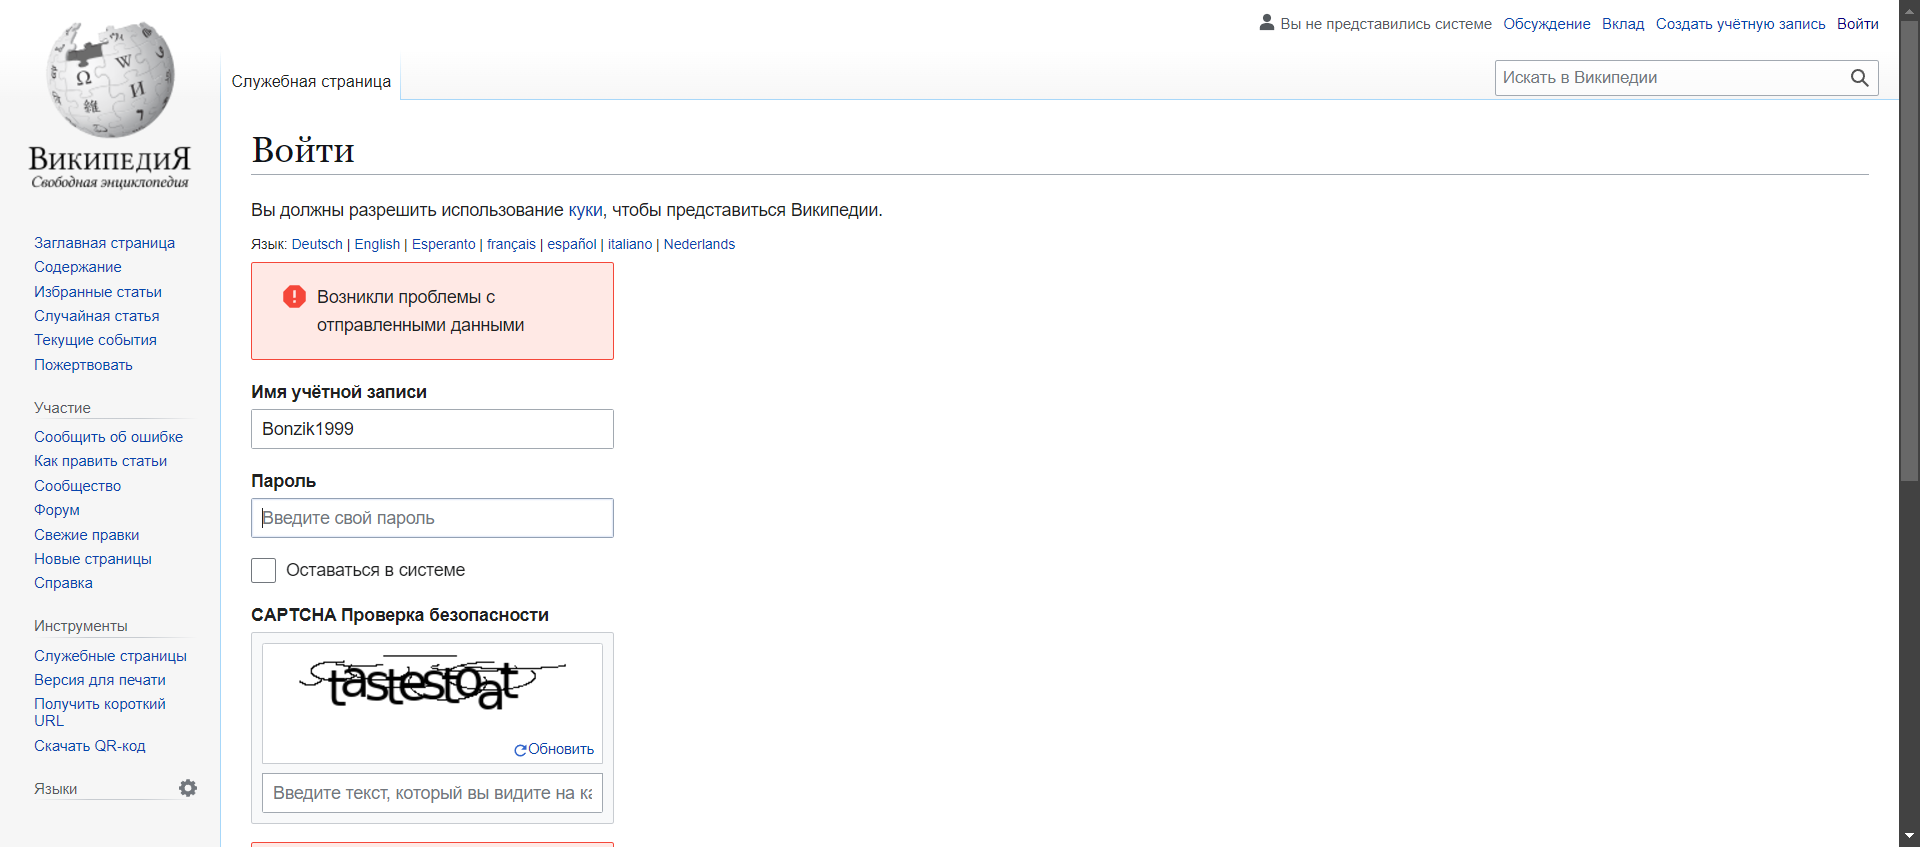 Вы не представились системе Обсуждение Вклад Создать учётную запись Войти
Служебная страница
Искать в Википедии
ВикипедиЯ
Свободная энциклопедия
Заглавная страница
Содержание
Избранные статьи
Случайная статья
Текущие события
Пожертвовать
Участие
Сообщить об ошибке
Как править статьи
Сообщество
Форум
Свежие правки
Новые страницы
Справка
Инструменты
Служебные страницы
Версия для печати
Получить короткий
URL
Скачать QR-код
Языки
Войти
Вы должны разрешить использование куки, чтобы представиться Википедии.
Язык: Deutsch | English | Esperanto | français | español | italiano | Nederlands
Возникли проблемы с
отправленными данными
Имя учётной записи
Bonzik1999
Пароль
Введите свой пароль
Оставаться в системе
CAPTCHA Проверка безопасности
tastestoat
Обновить
Введите текст, который вы видите на ка